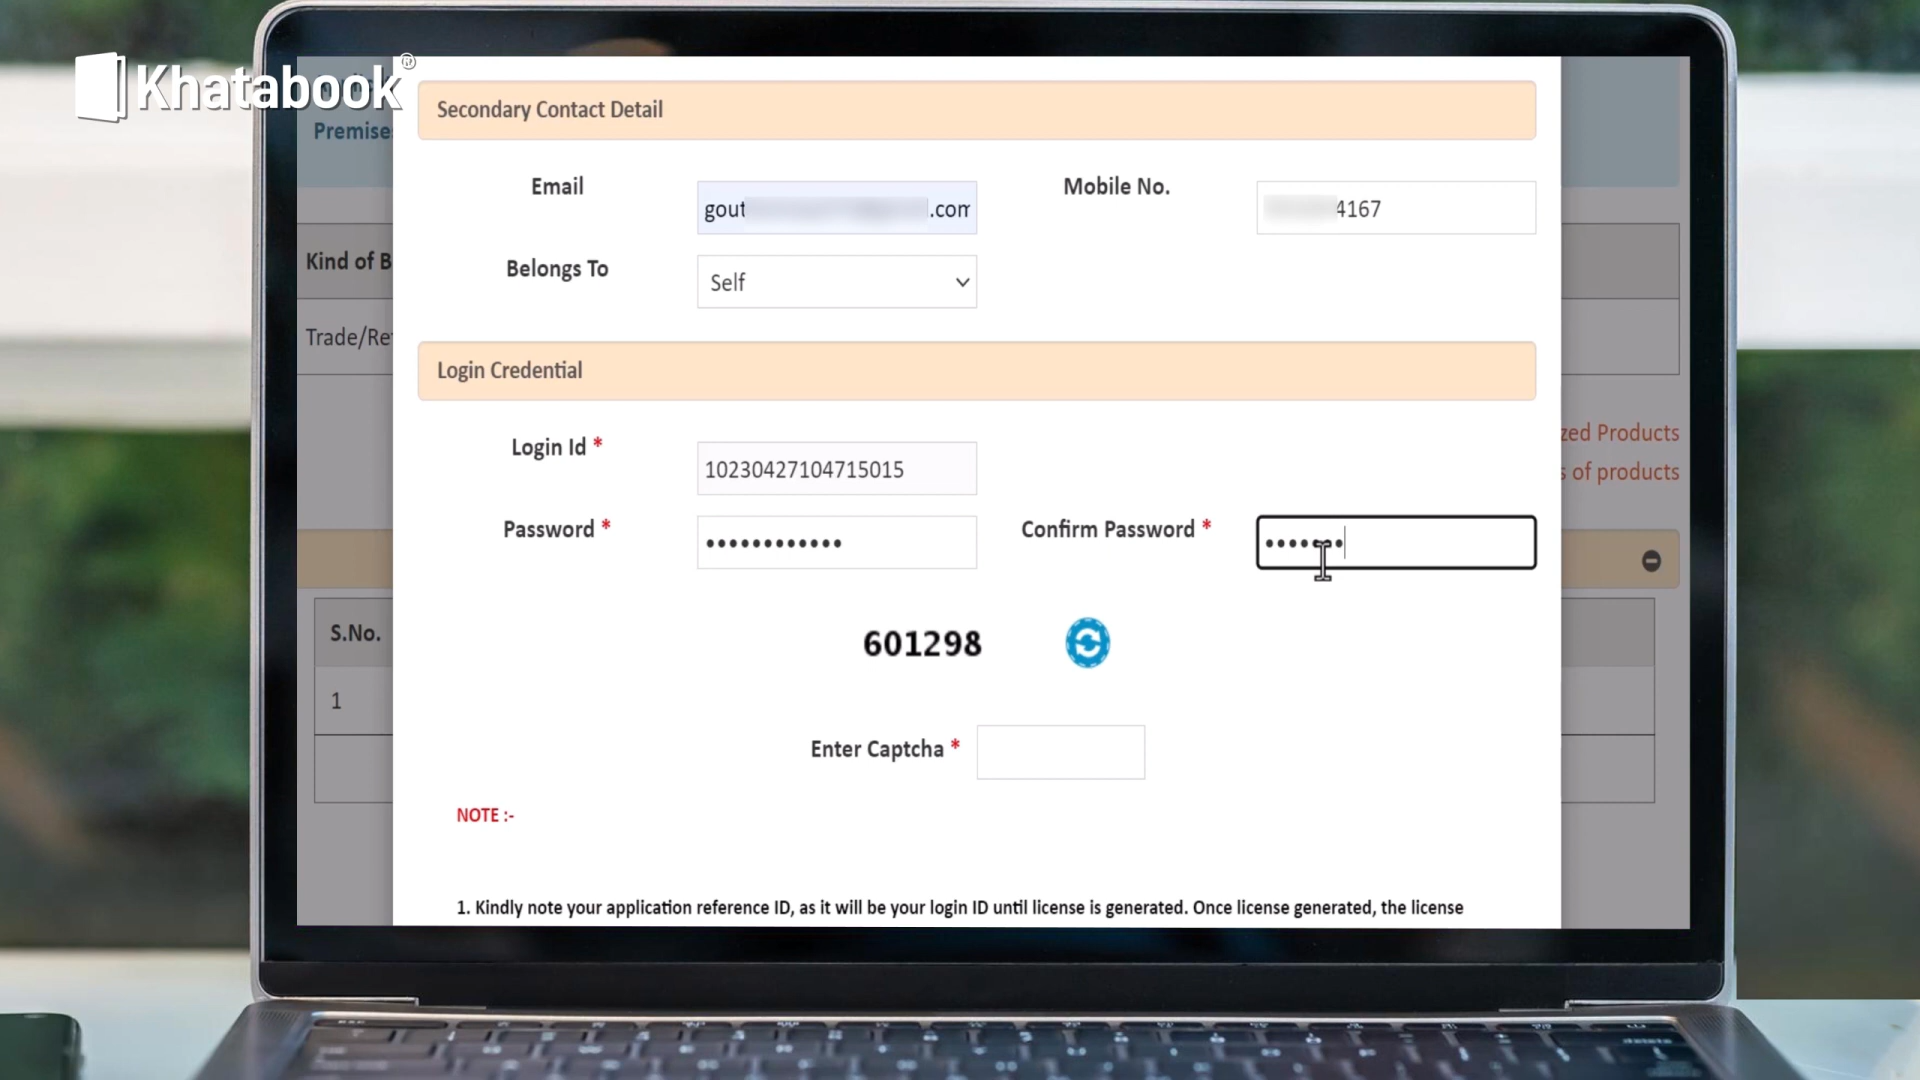 Khatabook®
Premise
Secondary Contact Detail
Email
gout
.com
Mobile No.
4167
Kind of B
Belongs To
Self
Trade/Re
Login Credential
zed Products
Login Id *
10230427104715015
s of products
Password *
••••••••••••
Confirm Password *
•••••••
S.No.
601298
1
Enter Captcha *
NOTE :-
1. Kindly note your application reference ID, as it will be your login ID until license is generated. Once license generated, the license